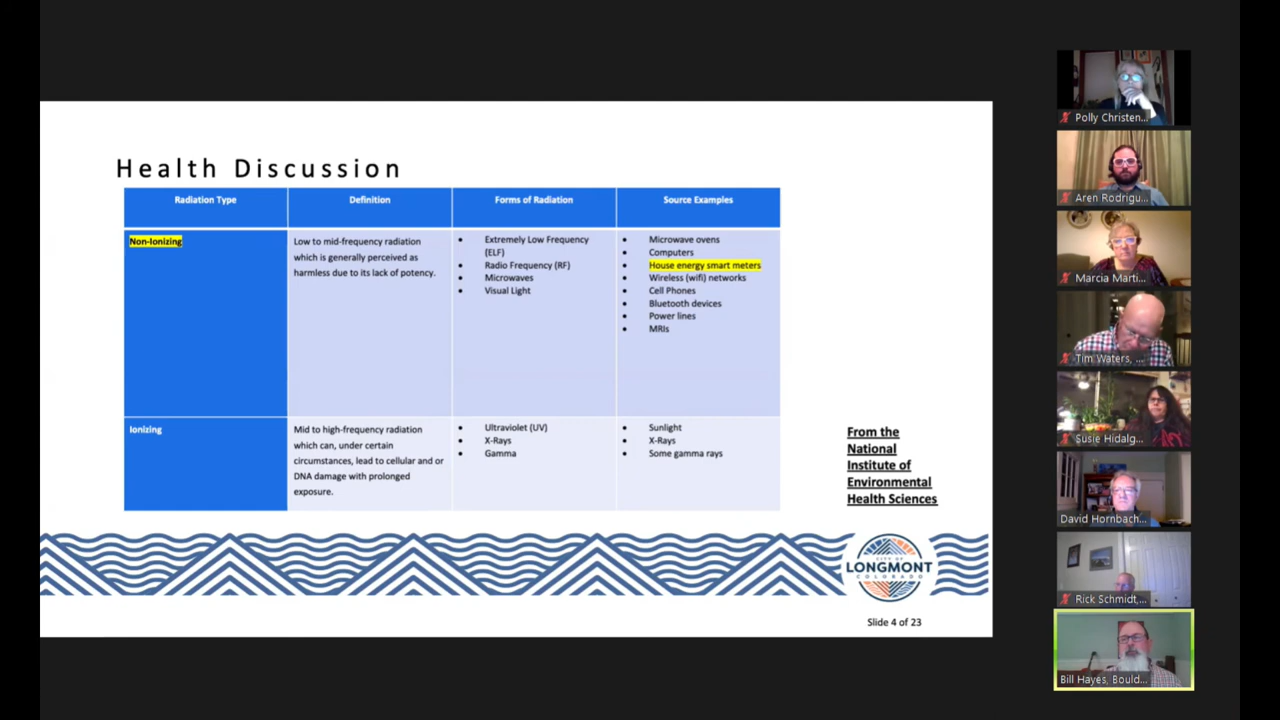 Health Discussion
Radiation Type
Definition
Forms of Radiation
Source Examples
Non-Ionizing
Low to mid-frequency radiation
which is generally perceived as
harmless due to its lack of potency.
• Extremely Low Frequency
(ELF)
• Radio Frequency (RF)
• Microwaves
• Visual Light
• Microwave ovens
• Computers
• House energy smart meters
• Wireless (wifi) networks
• Cell Phones
• Bluetooth devices
• Power lines
• MRIs
Ionizing
Mid to high-frequency radiation
which can, under certain
circumstances, lead to cellular and or
DNA damage with prolonged
exposure.
• Ultraviolet (UV)
• X-Rays
• Gamma
• Sunlight
• X-Rays
• Some gamma rays
From the
National
Institute of
Environmental
Health Sciences
CITY OF
LONGMONT
COLORADO
Slide 4 of 23
Polly Christen...
Aren Rodrigu...
Marcia Marti...
Tim Waters, ...
Susie Hidalg...
David Hornbach...
Rick Schmidt,...
Bill Hayes, Bould...